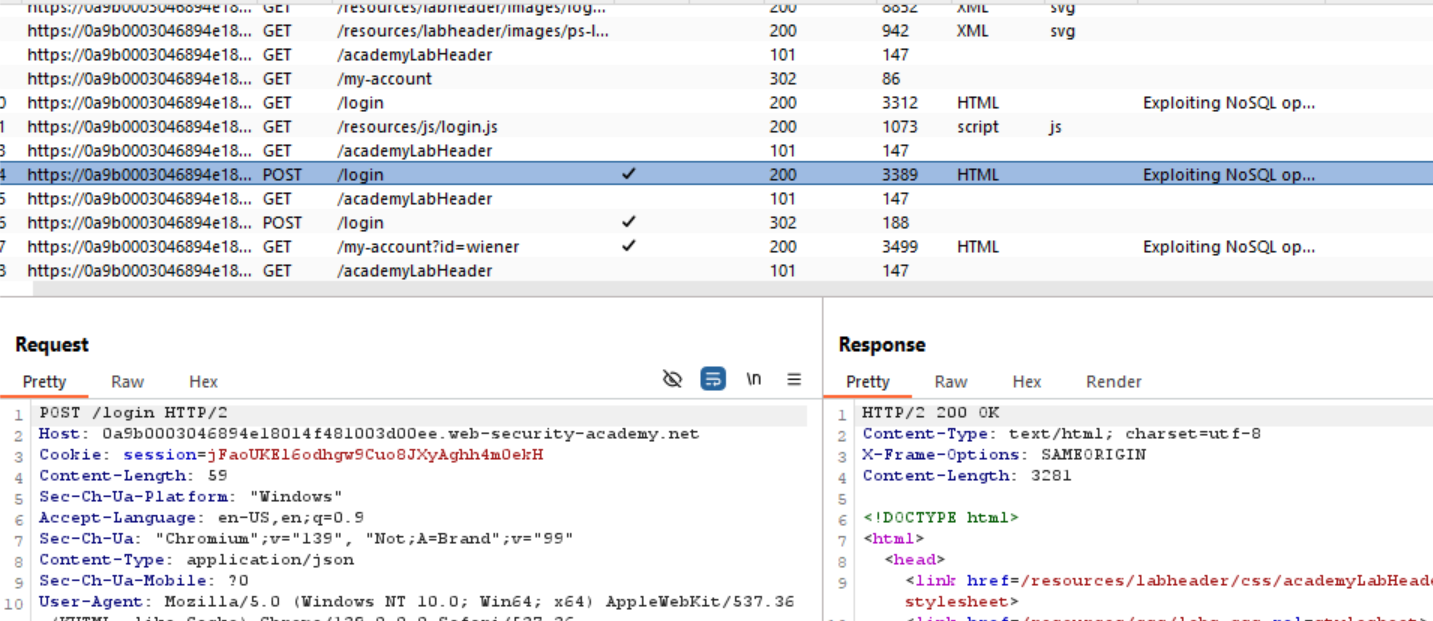 https://0a9b0003046894e18... GET /resources/labheader/images/log... 200 8852 XML svg
https://0a9b0003046894e18... GET /resources/labheader/images/ps-l... 200 942 XML svg
https://0a9b0003046894e18... GET /academyLabHeader 101 147
https://0a9b0003046894e18... GET /my-account 302 86
0 https://0a9b0003046894e18... GET /login 200 3312 HTML Exploiting NoSQL op...
1 https://0a9b0003046894e18... GET /resources/js/login.js 200 1073 script js
3 https://0a9b0003046894e18... GET /academyLabHeader 101 147
4 https://0a9b0003046894e18... POST /login ✓ 200 3389 HTML Exploiting NoSQL op...
5 https://0a9b0003046894e18... GET /academyLabHeader 101 147
6 https://0a9b0003046894e18... POST /login ✓ 302 188
7 https://0a9b0003046894e18... GET /my-account?id=wiener ✓ 200 3499 HTML Exploiting NoSQL op...
3 https://0a9b0003046894e18... GET /academyLabHeader 101 147
Request
Pretty Raw Hex \n
1 POST /login HTTP/2
2 Host: 0a9b0003046894e18014f481003d00ee.web-security-academy.net
3 Cookie: session=jFaoUKEl6odhgw9Cuo8JXyAghh4m0ekH
4 Content-Length: 59
5 Sec-Ch-Ua-Platform: "Windows"
6 Accept-Language: en-US,en;q=0.9
7 Sec-Ch-Ua: "Chromium";v="139", "Not;A=Brand";v="99"
8 Content-Type: application/json
9 Sec-Ch-Ua-Mobile: ?0
10 User-Agent: Mozilla/5.0 (Windows NT 10.0; Win64; x64) AppleWebKit/537.36
Response
Pretty Raw Hex Render
1 HTTP/2 200 OK
2 Content-Type: text/html; charset=utf-8
3 X-Frame-Options: SAMEORIGIN
4 Content-Length: 3281
5
6 <!DOCTYPE html>
7 <html>
8 <head>
9 <link href=/resources/labheader/css/academyLabHead
stylesheet>